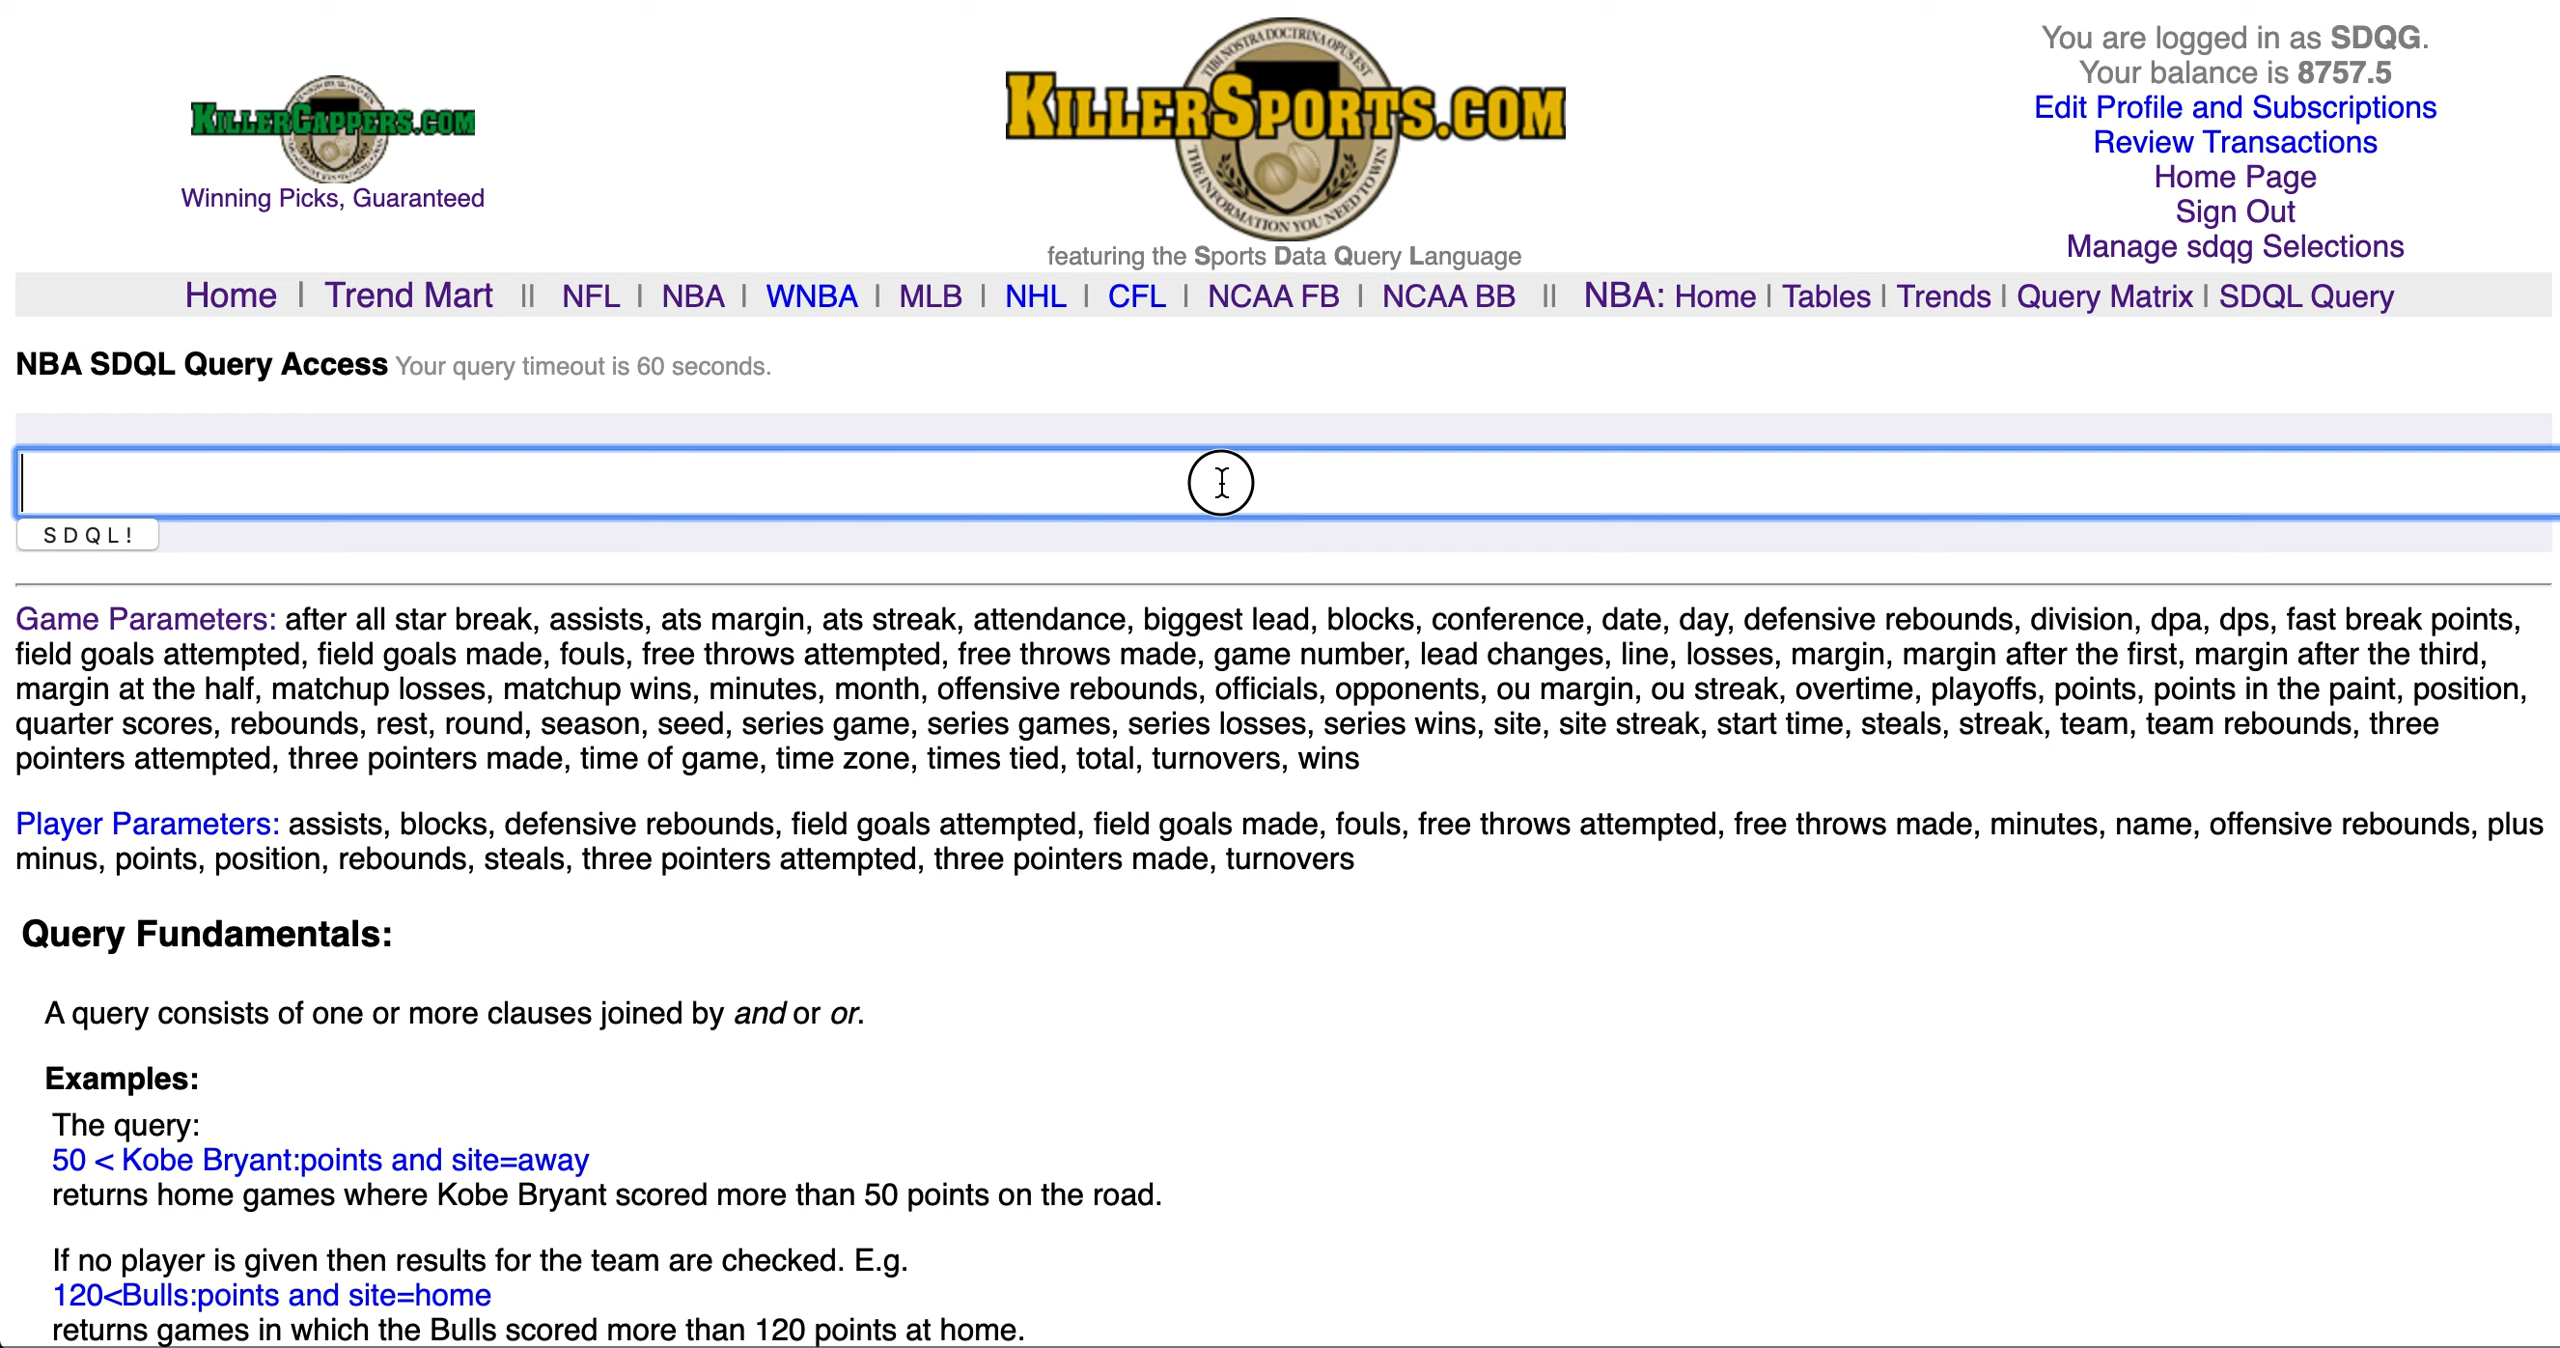 KILLERCAPPERS.COM
Winning Picks, Guaranteed
TIBI NOSTRA DOCTRINA OPUS EST
KILLERSPORTS.COM
THE INFORMATION YOU NEED TO WIN
featuring the Sports Data Query Language
You are logged in as SDQG.
Your balance is 8757.5
Edit Profile and Subscriptions
Review Transactions
Home Page
Sign Out
Manage sdqg Selections
Home | Trend Mart || NFL | NBA | WNBA | MLB | NHL | CFL | NCAA FB | NCAA BB || NBA: Home | Tables | Trends | Query Matrix | SDQL Query
NBA SDQL Query Access Your query timeout is 60 seconds.
S D Q L !
Game Parameters: after all star break, assists, ats margin, ats streak, attendance, biggest lead, blocks, conference, date, day, defensive rebounds, division, dpa, dps, fast break points,
field goals attempted, field goals made, fouls, free throws attempted, free throws made, game number, lead changes, line, losses, margin, margin after the first, margin after the third,
margin at the half, matchup losses, matchup wins, minutes, month, offensive rebounds, officials, opponents, ou margin, ou streak, overtime, playoffs, points, points in the paint, position,
quarter scores, rebounds, rest, round, season, seed, series game, series games, series losses, series wins, site, site streak, start time, steals, streak, team, team rebounds, three
pointers attempted, three pointers made, time of game, time zone, times tied, total, turnovers, wins
Player Parameters: assists, blocks, defensive rebounds, field goals attempted, field goals made, fouls, free throws attempted, free throws made, minutes, name, offensive rebounds, plus
minus, points, position, rebounds, steals, three pointers attempted, three pointers made, turnovers
Query Fundamentals:
A query consists of one or more clauses joined by and or or.
Examples:
The query:
50 < Kobe Bryant:points and site=away
returns home games where Kobe Bryant scored more than 50 points on the road.
If no player is given then results for the team are checked. E.g.
120<Bulls:points and site=home
returns games in which the Bulls scored more than 120 points at home.